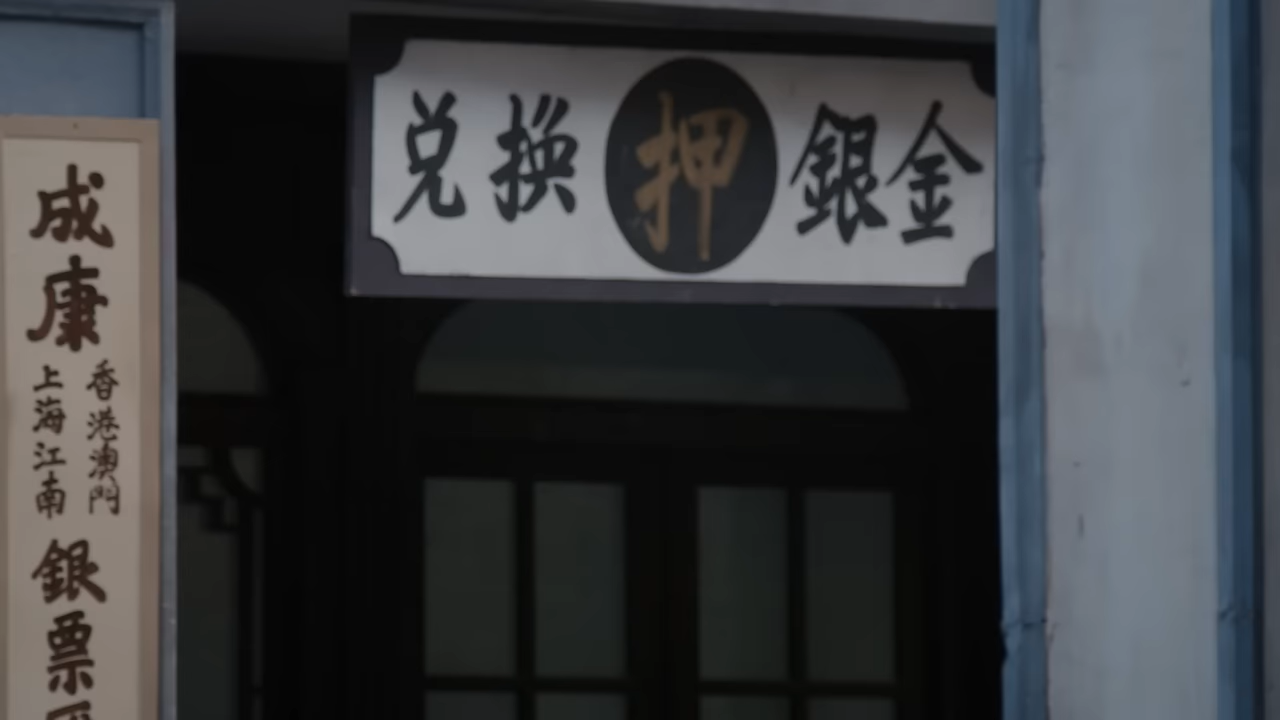 兑換押銀金
成康
香港澳門
上海江南
銀票